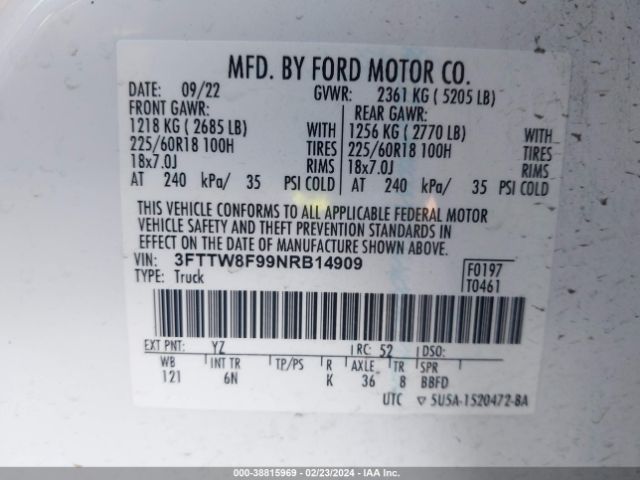 MFD. BY FORD MOTOR CO.
DATE: 09/22 GVWR: 2361 KG ( 5205 LB)
FRONT GAWR: REAR GAWR:
1218 KG ( 2685 LB) WITH 1256 KG ( 2770 LB) WITH
225/60R18 100H TIRES 225/60R18 100H TIRES
18x7.0J RIMS 18x7.0J RIMS
AT 240 kPa/ 35 PSI COLD AT 240 kPa/ 35 PSI COLD
THIS VEHICLE CONFORMS TO ALL APPLICABLE FEDERAL MOTOR
VEHICLE SAFETY AND THEFT PREVENTION STANDARDS IN
EFFECT ON THE DATE OF MANUFACTURE SHOWN ABOVE.
VIN: 3FTTW8F99NRB14909 F0197
TYPE: Truck T0461
EXT PNT: YZ RC: 52 DSO:
WB INT TR TP/PS R AXLE TR SPR
121 6N K 36 8 BBFD
UTC ▽ 5U5A-1520472-BA
000-38815969 - 02/23/2024 - IAA Inc.